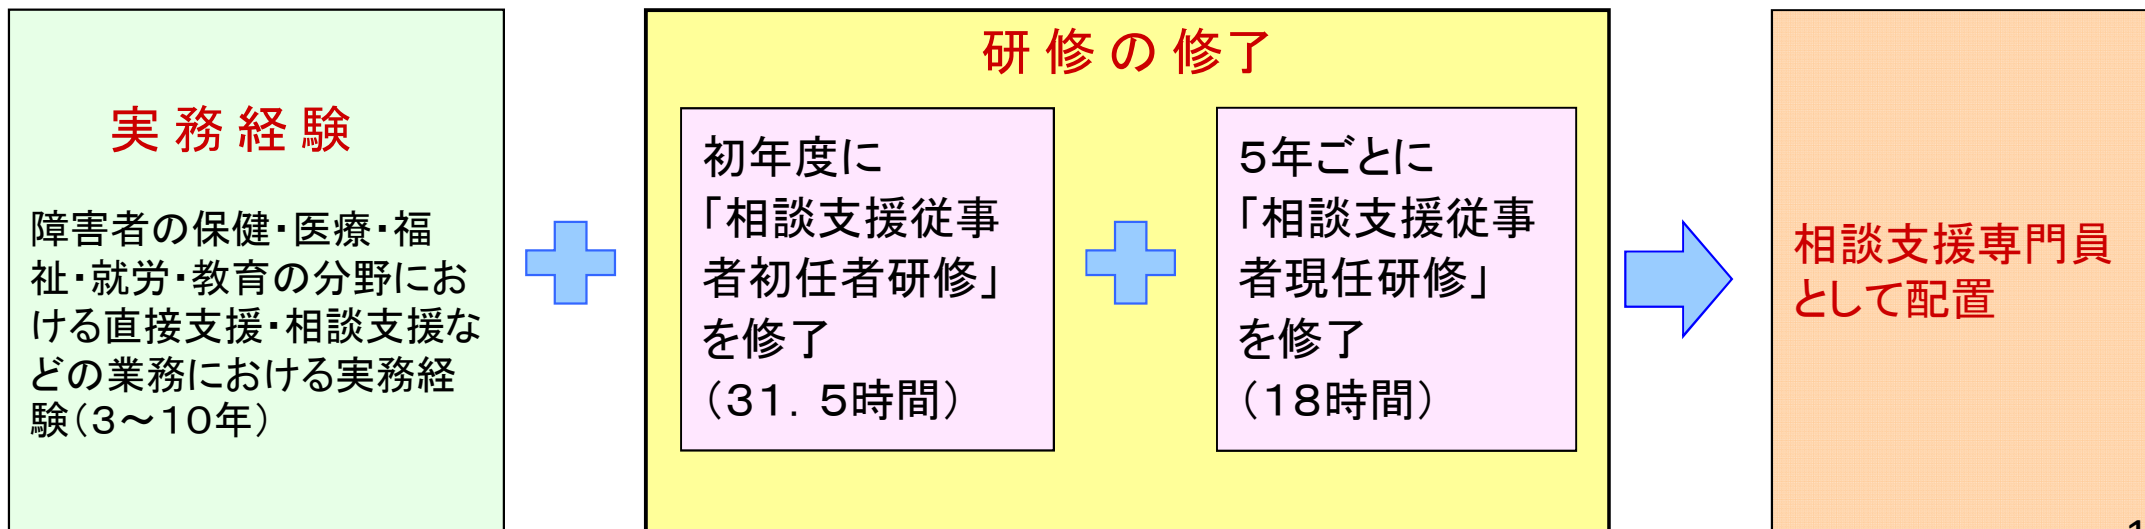 実務経験
障害者の保健・医療・福
祉・就労・教育の分野にお
ける直接支援・相談支援な
どの業務における実務経
験(3～10年)
研修の修了
初年度に
「相談支援従事
者初任者研修」
を修了
(31.5時間)
5年ごとに
「相談支援従事
者現任研修」
を修了
(18時間)
相談支援専門員
として配置